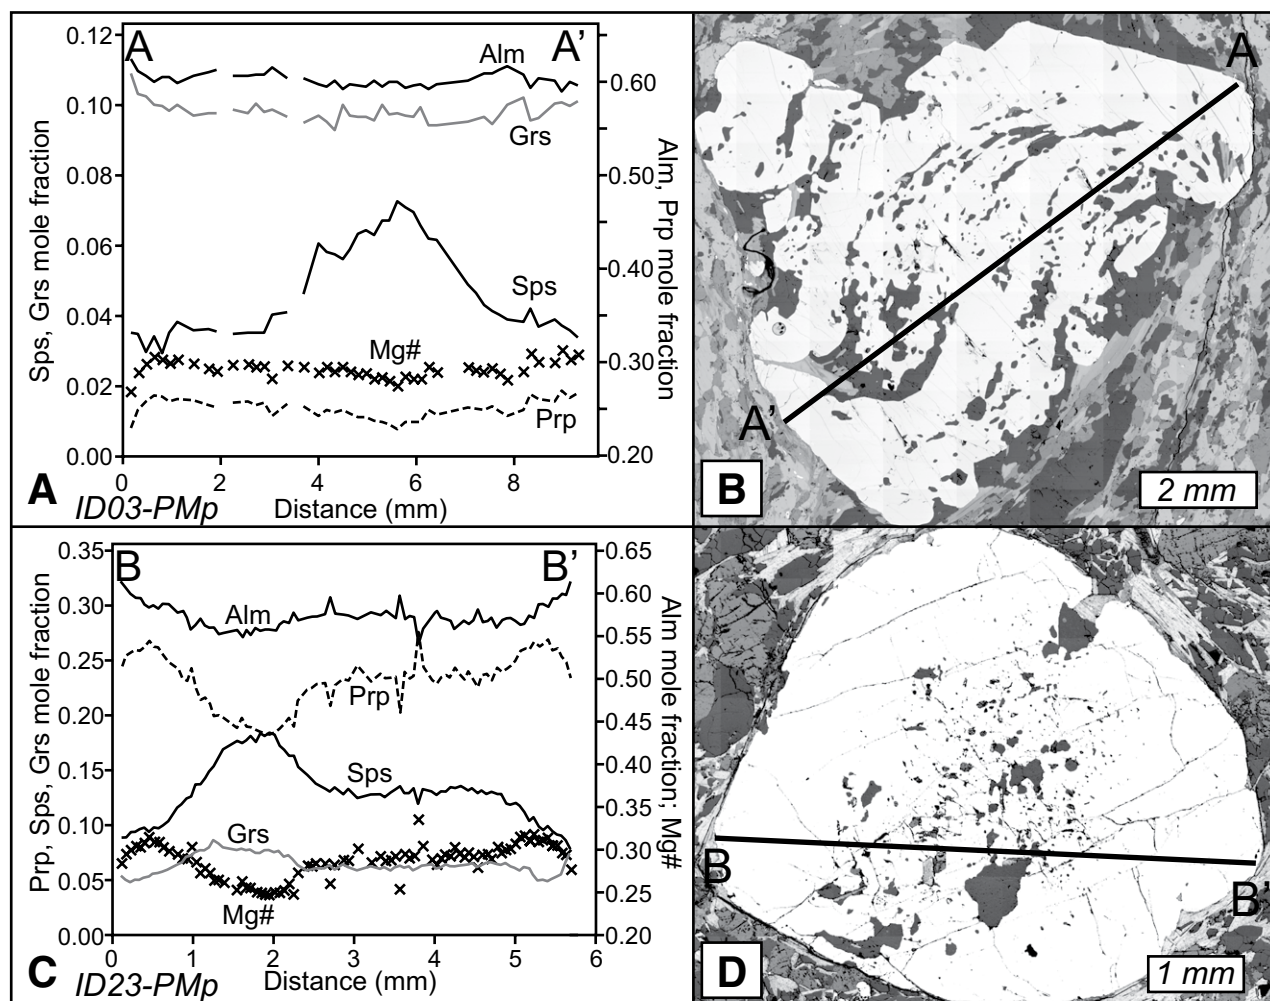 A A'
0.12
0.10
0.08
0.06
0.04
0.02
0.00
Sps, Grs mole fraction
0.60
0.50
0.40
0.30
0.20
Alm, Prp mole fraction
Alm
Grs
Sps
Mg#
Prp
0 2 4 6 8
Distance (mm)
A ID03-PMp
A
A'
B
2 mm
B B'
0.35
0.30
0.25
0.20
0.15
0.10
0.05
0.00
Prp, Sps, Grs mole fraction
0.65
0.60
0.55
0.50
0.45
0.40
0.35
0.30
0.25
0.20
Alm mole fraction; Mg#
Alm
Prp
Sps
Grs
Mg#
0 1 2 3 4 5 6
Distance (mm)
C ID23-PMp
B
B'
D
1 mm